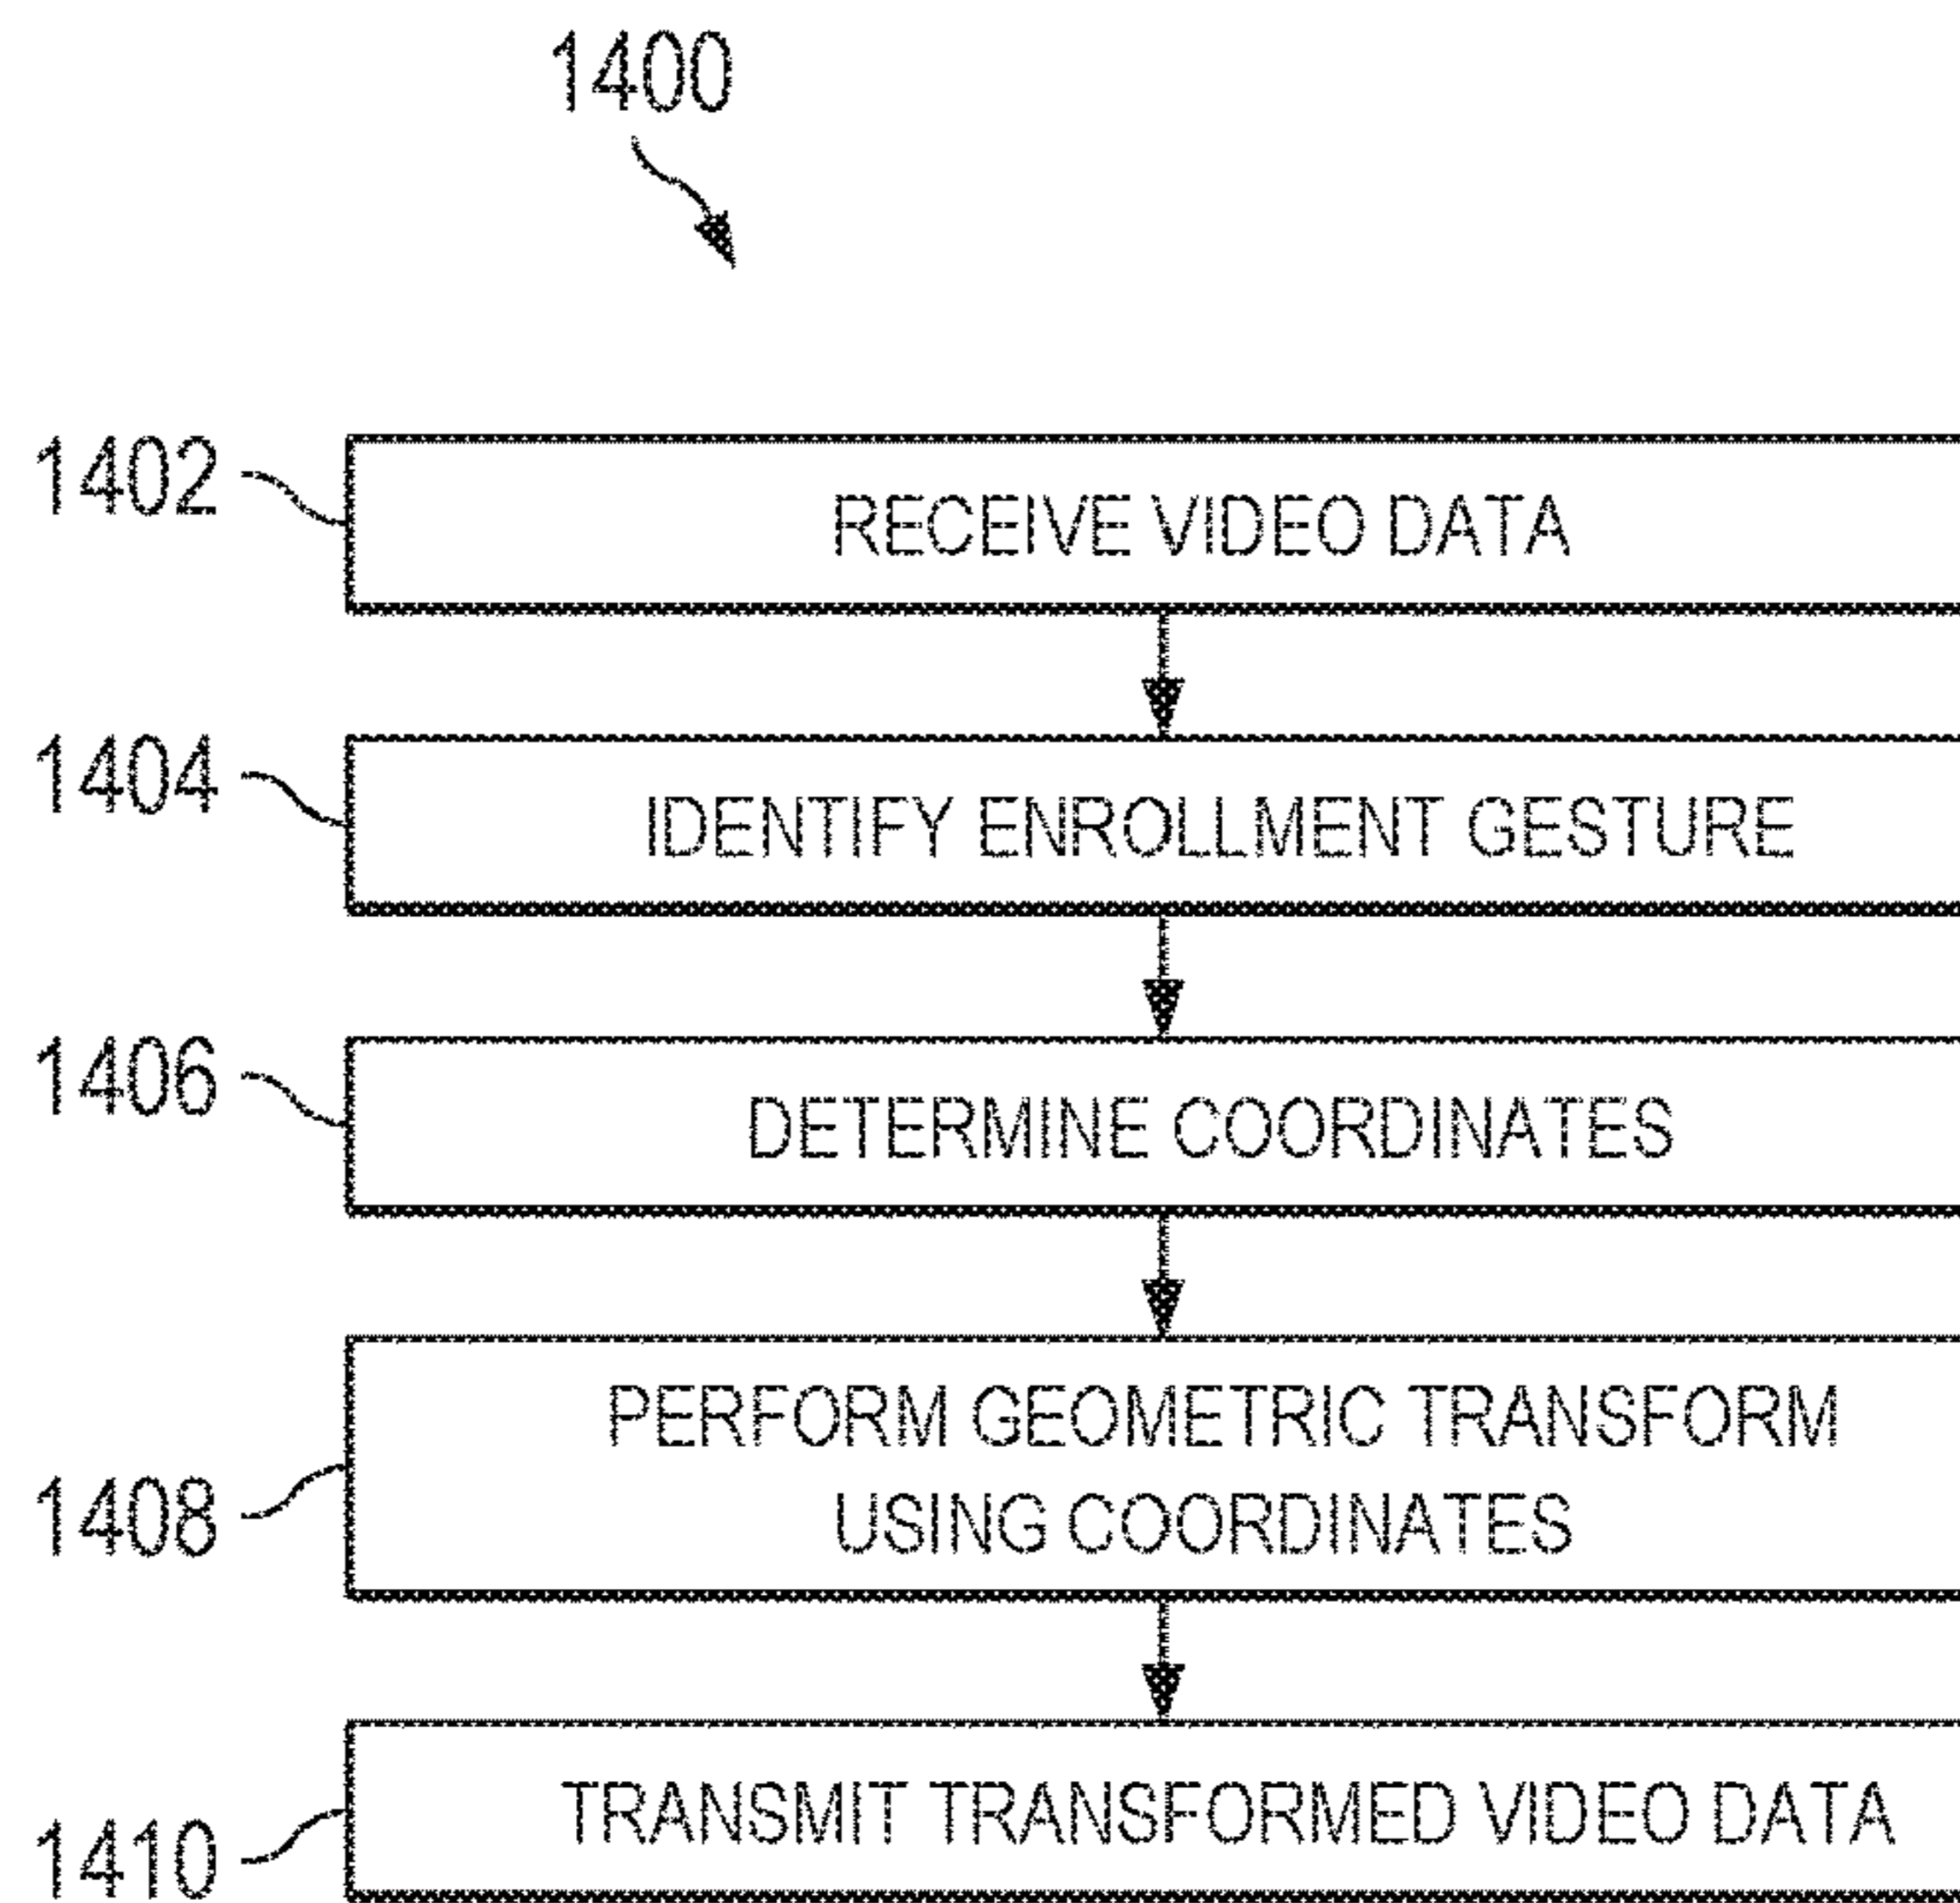 1400
1402
RECEIVE VIDEO DATA
1404
IDENTIFY ENROLLMENT GESTURE
1406
DETERMINE COORDINATES
1408
PERFORM GEOMETRIC TRANSFORM
USING COORDINATES
1410
TRANSMIT TRANSFORMED VIDEO DATA